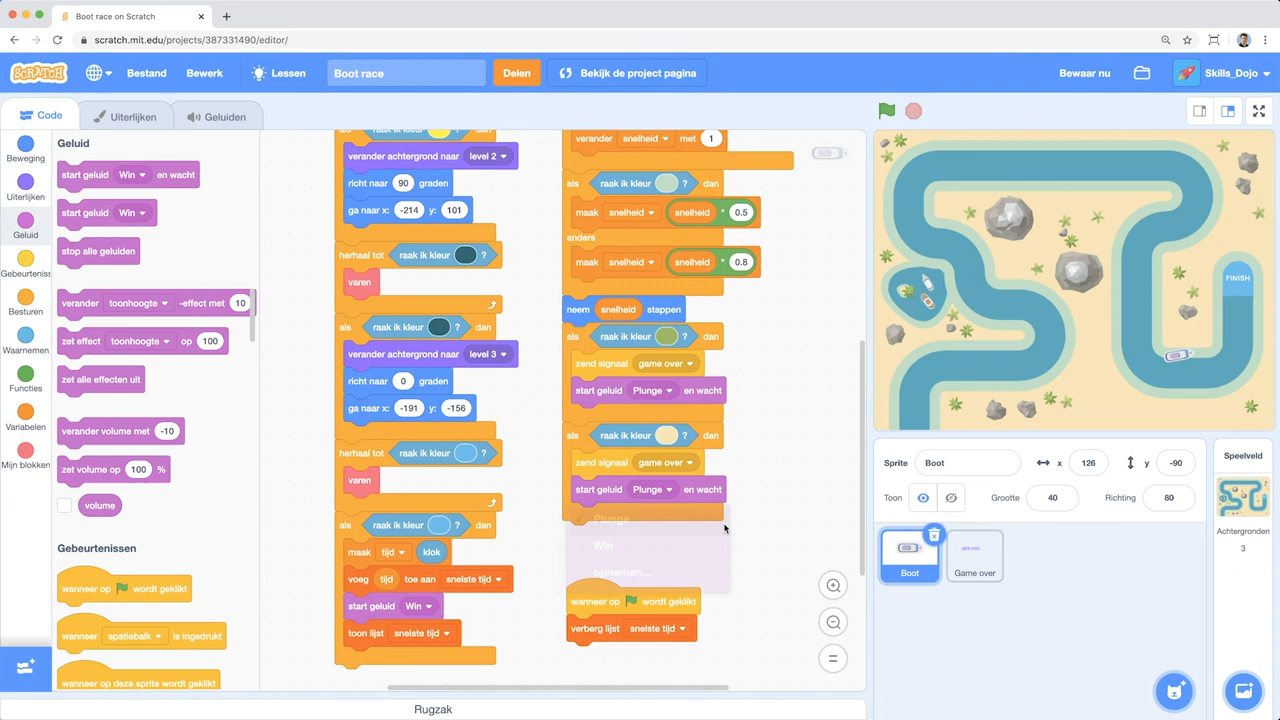 Boot race on Scratch
scratch.mit.edu/projects/387331490/editor/
SCRATCH
Bestand
Bewerk
Lessen
Boot race
Delen
Bekijk de project pagina
Bewaar nu
Skills_Dojo
Code
Uiterlijken
Geluiden
Beweging
Uiterlijken
Geluid
Gebeurteniss
Besturen
Waarnemen
Functies
Variabelen
Mijn blokken
Geluid
start geluid Win en wacht
start geluid Win
stop alle geluiden
verander toonhoogte -effect met 10
zet effect toonhoogte op 100
zet alle effecten uit
verander volume met -10
zet volume op 100 %
volume
Gebeurtenissen
wanneer op wordt geklikt
wanneer spatiebalk is ingedrukt
wanneer op deze sprite wordt geklikt
als raak ik kleur ? dan
verander achtergrond naar level 2
richt naar 90 graden
ga naar x: -214 y: 101
herhaal tot raak ik kleur ?
varen
als raak ik kleur ? dan
verander achtergrond naar level 3
richt naar 0 graden
ga naar x: -191 y: -156
herhaal tot raak ik kleur ?
varen
als raak ik kleur ? dan
maak tijd klok
voeg tijd toe aan snelste tijd
start geluid Win
toon lijst snelste tijd
verander snelheid met 1
als raak ik kleur ? dan
maak snelheid snelheid * 0.5
anders
maak snelheid snelheid * 0.8
neem snelheid stappen
als raak ik kleur ? dan
zend signaal game over
start geluid Plunge en wacht
als raak ik kleur ? dan
zend signaal game over
start geluid Plunge en wacht
Plunge
Win
opnemen...
wanneer op wordt geklikt
verberg lijst snelste tijd
FINISH
Sprite Boot x 126 y -90
Toon Grootte 40 Richting 80
Boot
Game over
Speelveld
Achtergronden
3
Rugzak